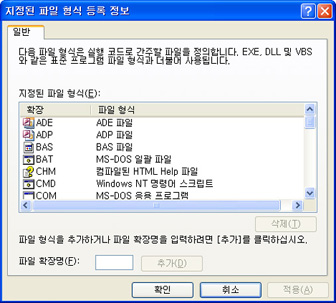 지정된 파일 형식 등록 정보
일반
다음 파일 형식은 실행 코드로 간주할 파일을 정의합니다. EXE, DLL 및 VBS
와 같은 표준 프로그램 파일 형식과 더불어 사용됩니다.
지정된 파일 형식(E):
확장 파일 형식
ADE ADE 파일
ADP ADP 파일
BAS BAS 파일
BAT MS-DOS 일괄 파일
CHM 컴파일된 HTML Help 파일
CMD Windows NT 명령어 스크립트
COM MS-DOS 응용 프로그램
삭제(T)
파일 형식을 추가하거나 파일 확장명을 입력하려면 [추가]를 클릭하십시오.
파일 확장명(F): 추가(D)
확인 취소 적용(A)